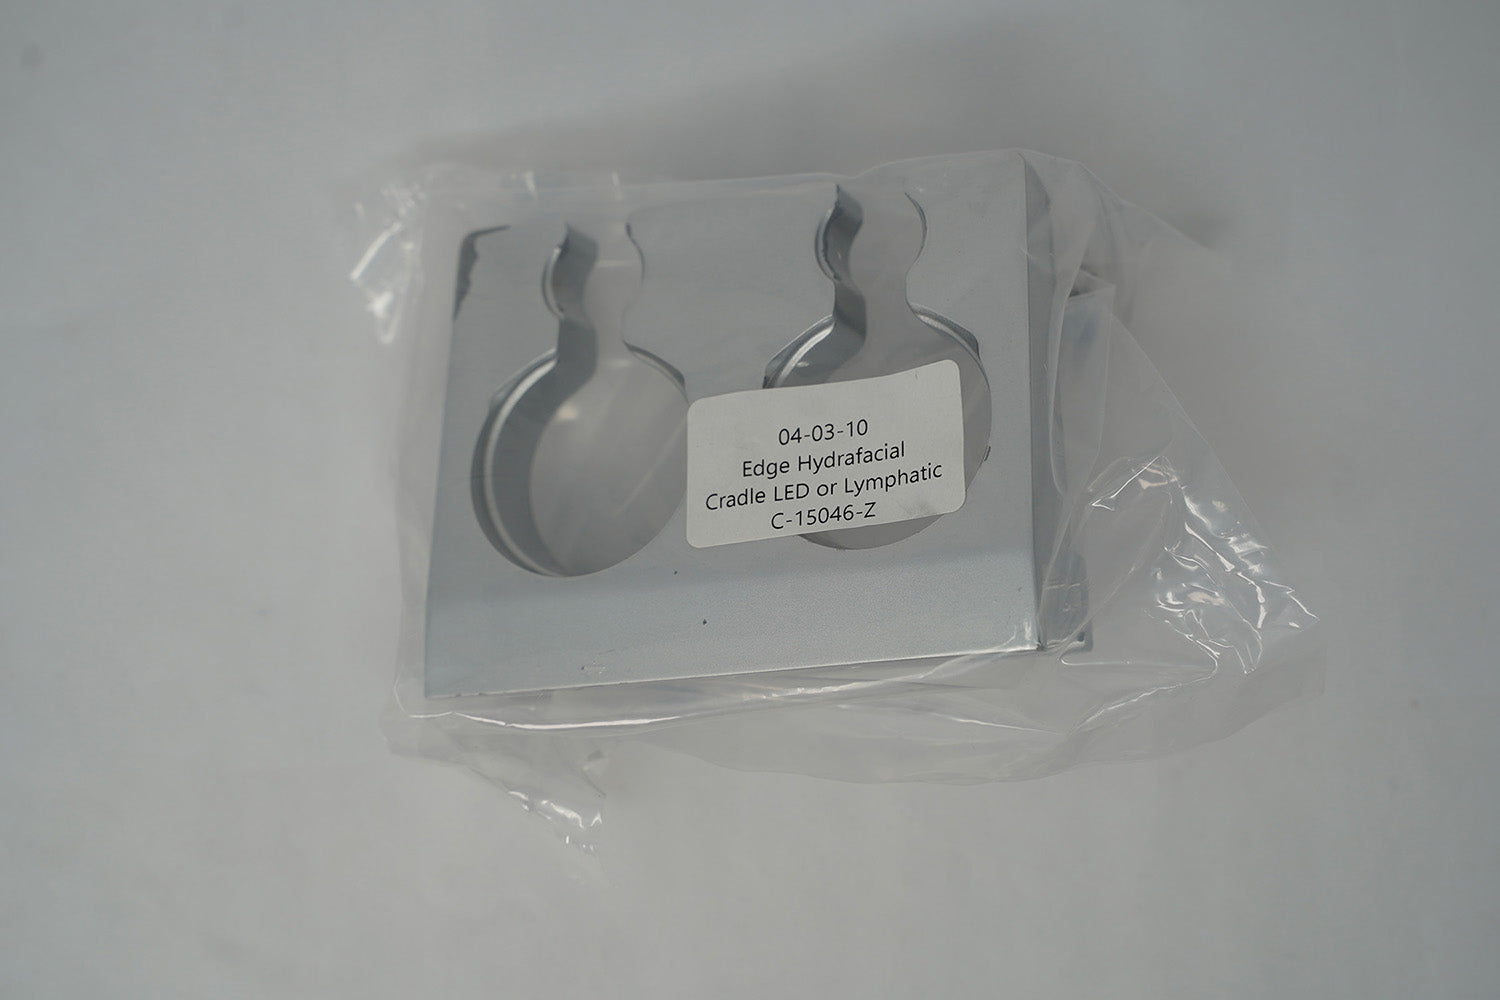 04-03-10
Edge Hydrafacial
Cradle LED or Lymphatic
C-15046-Z